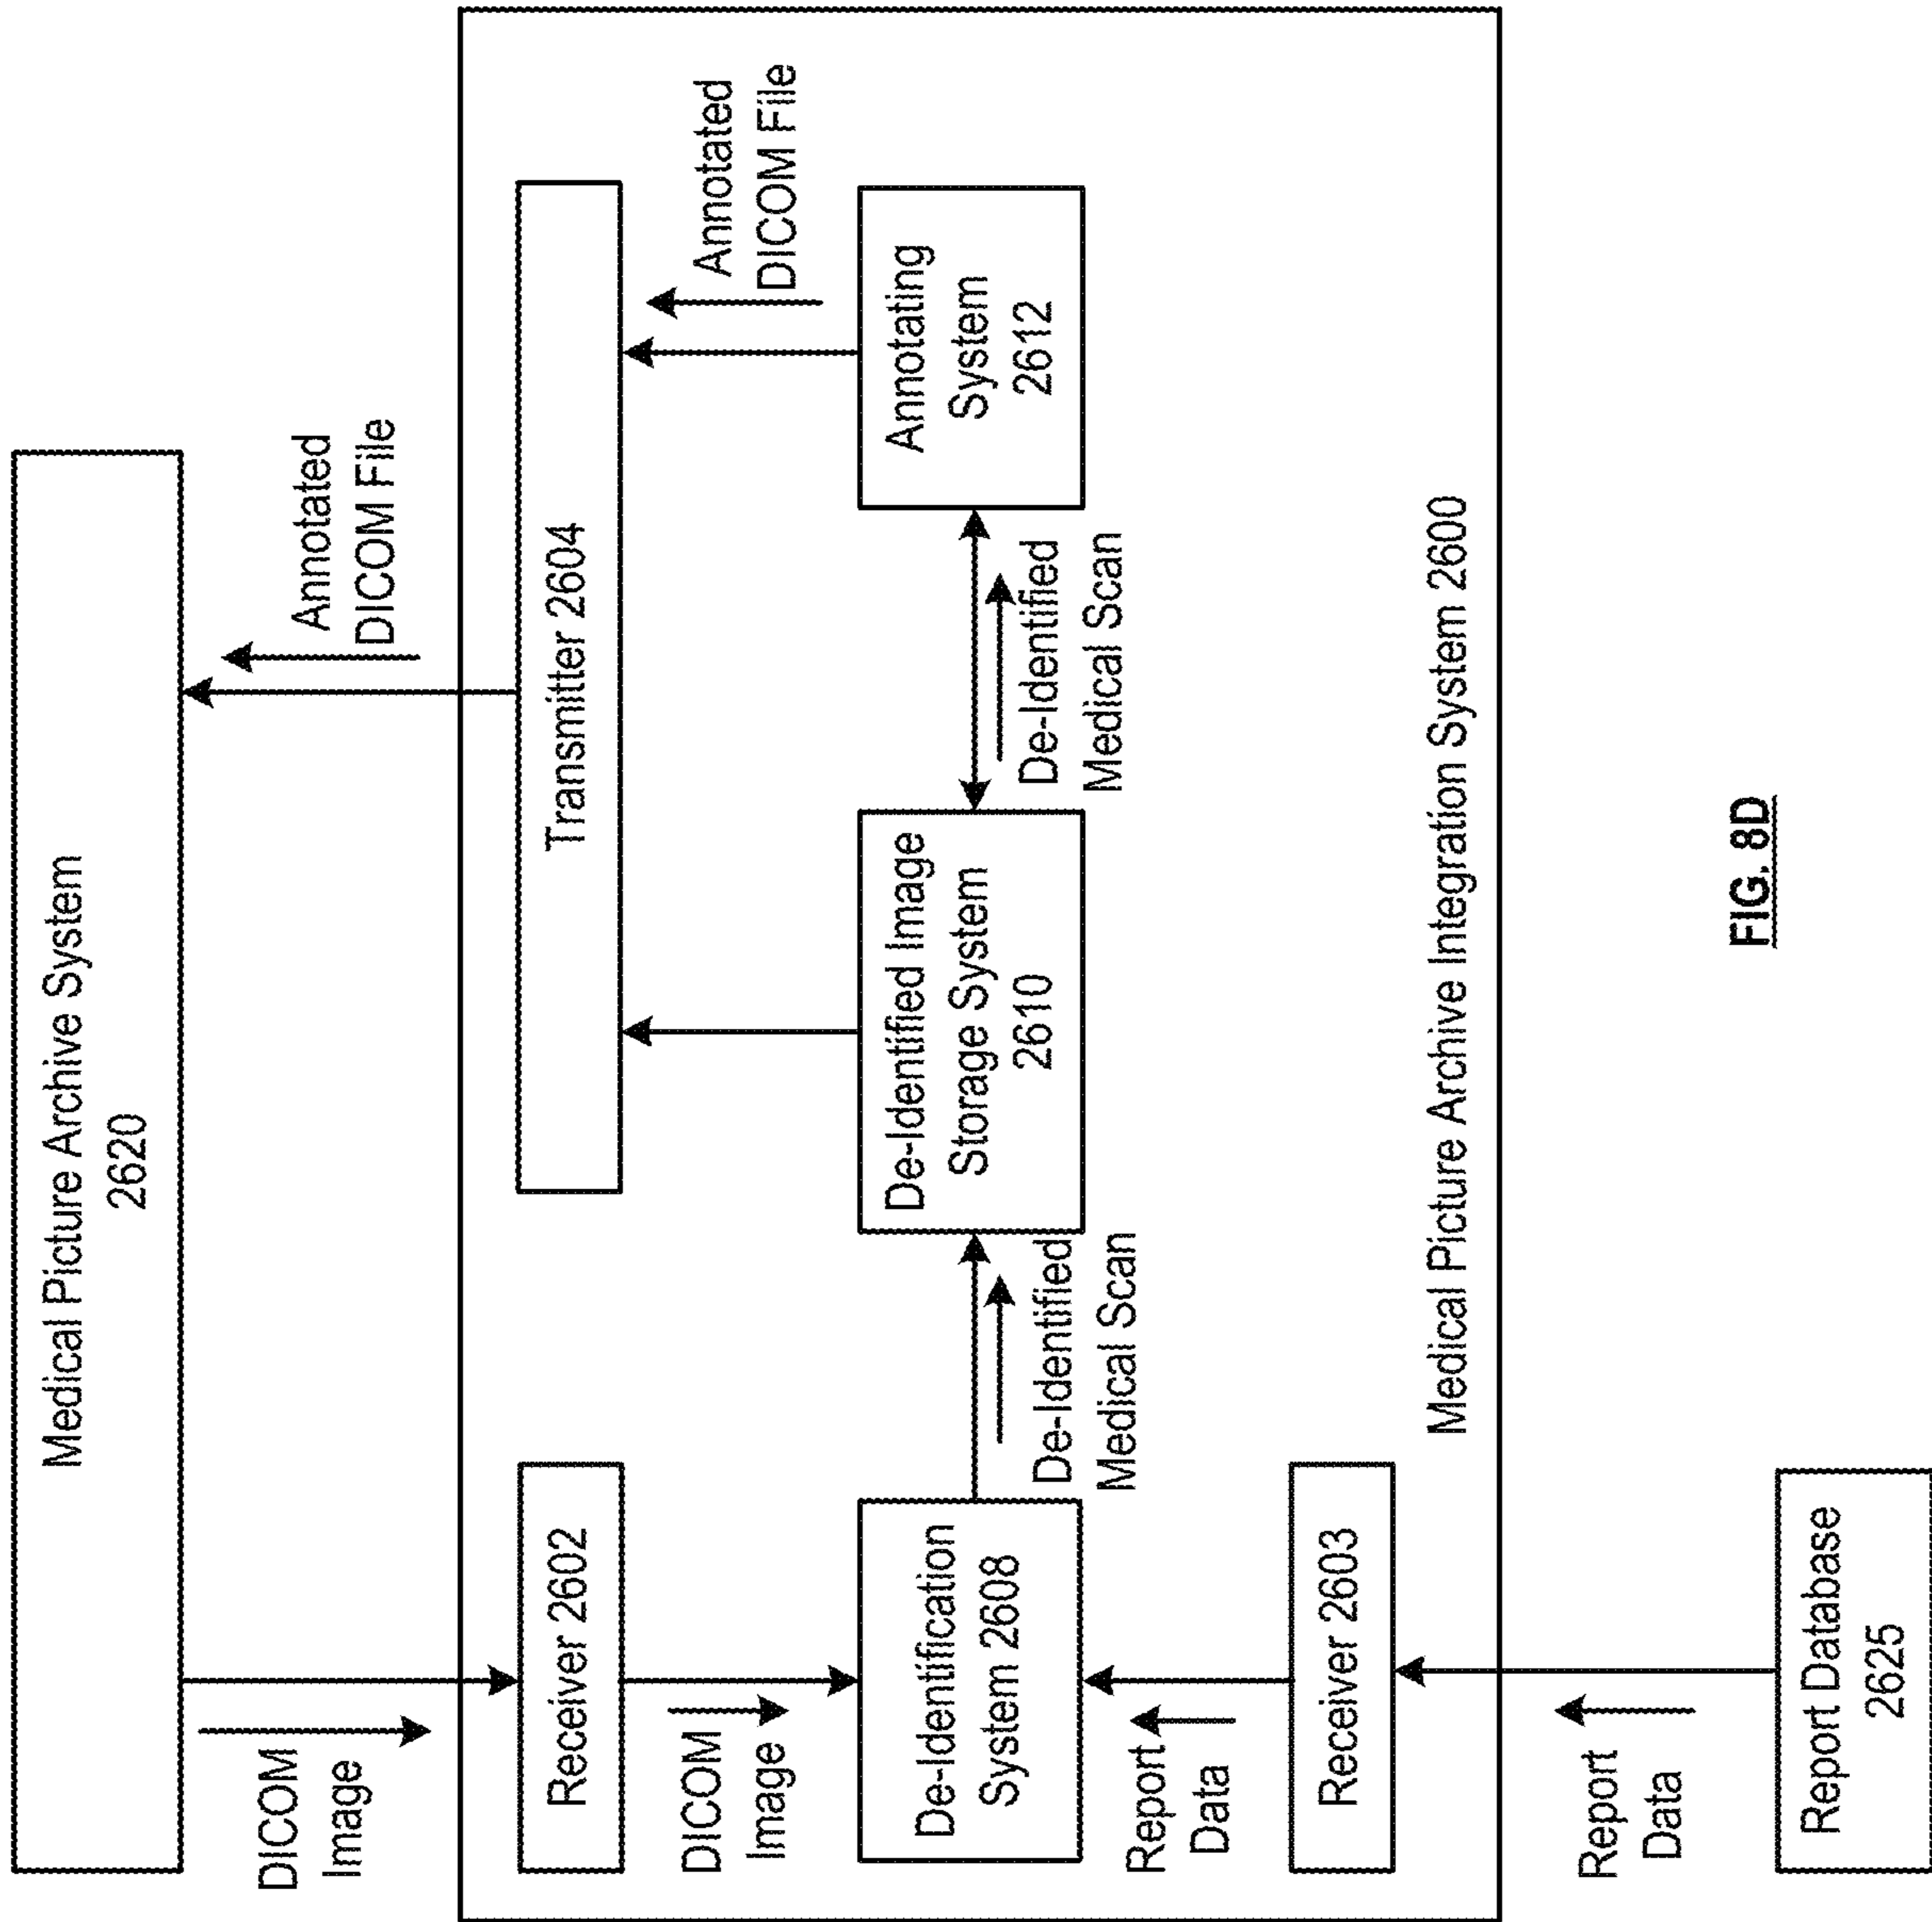 Medical Picture Archive System
2620
DICOM
Image
Annotated
DICOM File
Receiver 2602
Transmitter 2604
DICOM
Image
Annotated
DICOM File
De-Identification
System 2608
De-Identified Image
Storage System
2610
Annotating
System
2612
De-Identified
Medical Scan
De-Identified
Medical Scan
Report
Data
Receiver 2603
Medical Picture Archive Integration System 2600
Report
Data
Report Database
2625
FIG. 8D